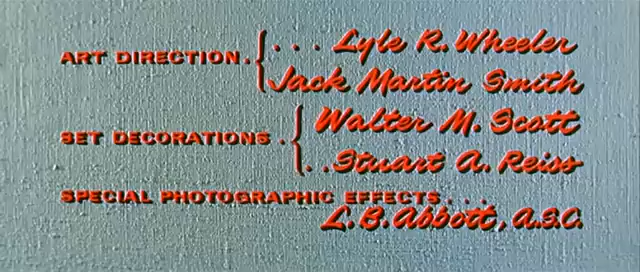 ART DIRECTION . { . . . Lyle R. Wheeler
Jack Martin Smith
SET DECORATIONS . { Walter M. Scott
. . Stuart A. Reiss
SPECIAL PHOTOGRAPHIC EFFECTS . . .
L. B. Abbott, A.S.C.